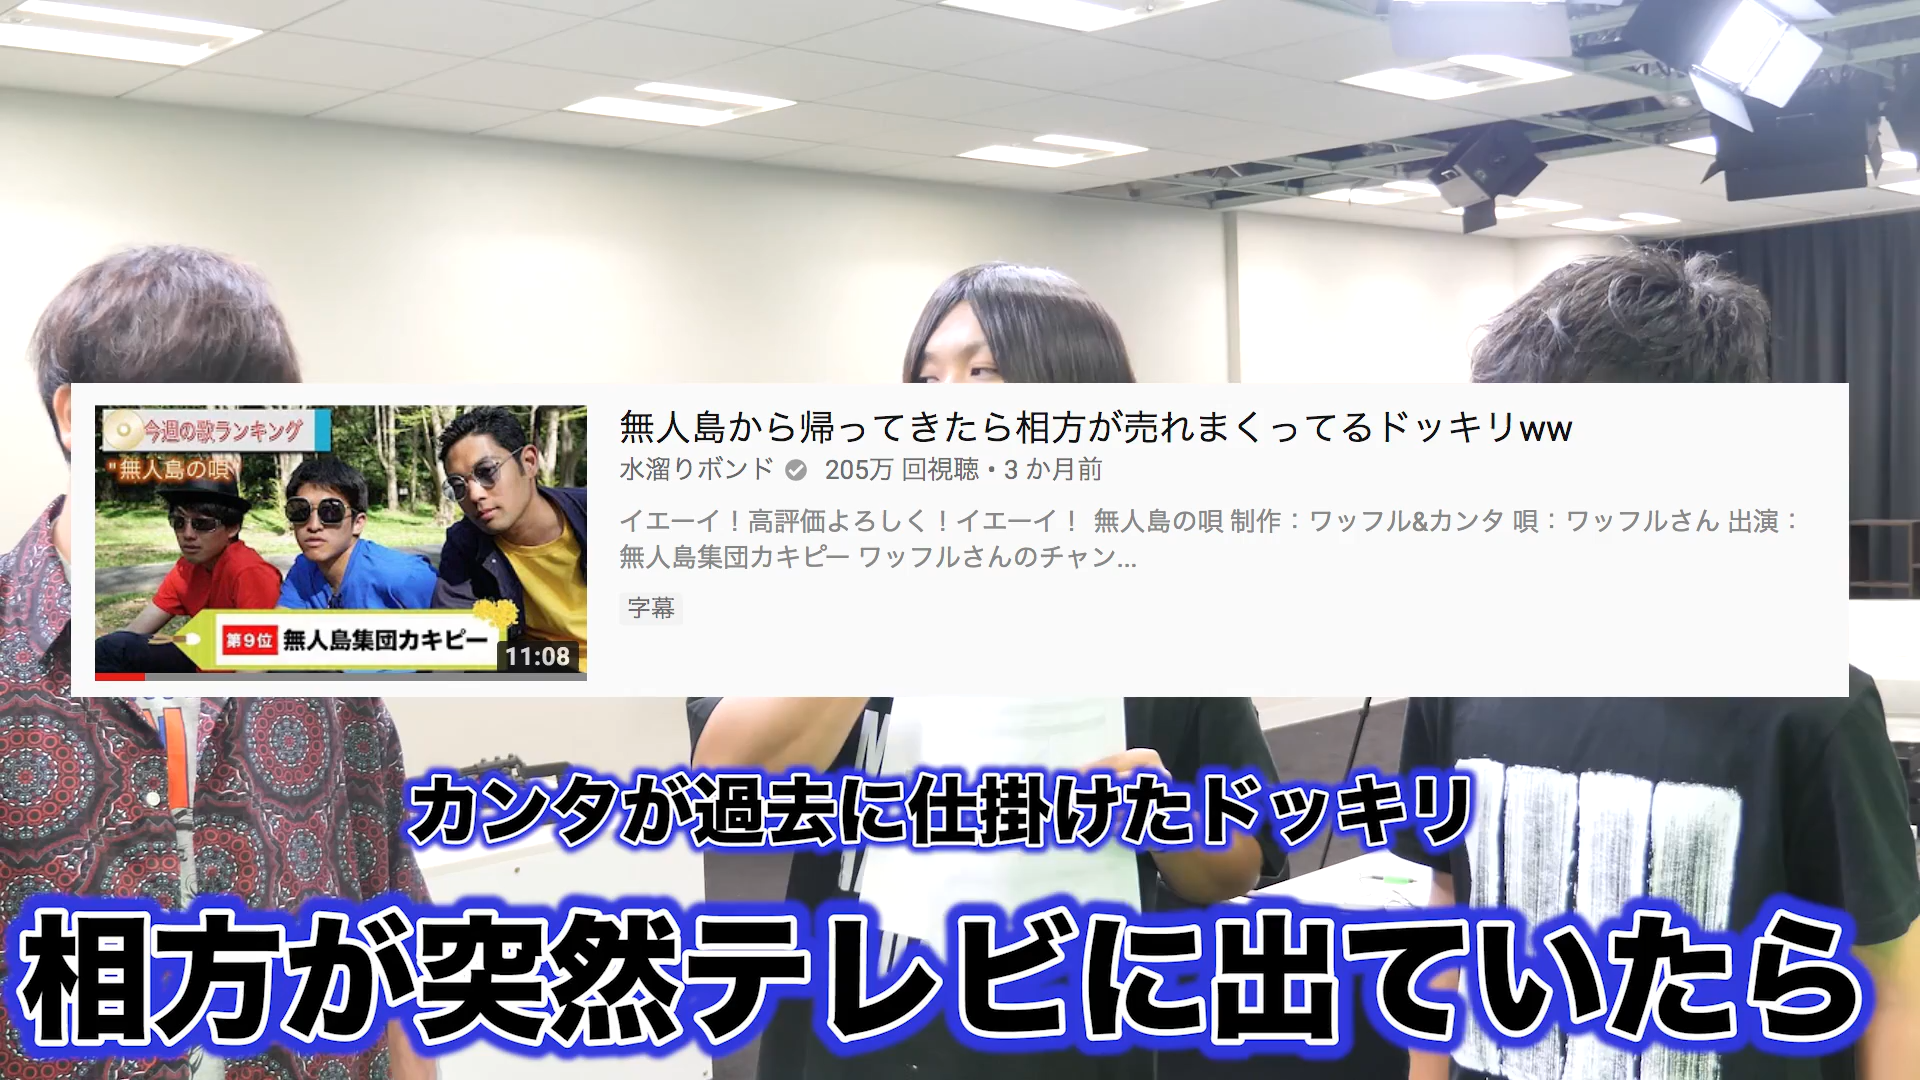 今週の歌ランキング
"無人島の唄"
第9位 無人島集団カキピー
11:08
無人島から帰ってきたら相方が売れまくってるドッキリww
水溜りボンド 205万 回視聴・3 か月前
イエーイ！高評価よろしく！イエーイ！ 無人島の唄 制作：ワッフル&カンタ 唄：ワッフルさん 出演：
無人島集団カキピー ワッフルさんのチャン...
字幕
カンタが過去に仕掛けたドッキリ
相方が突然テレビに出ていたら